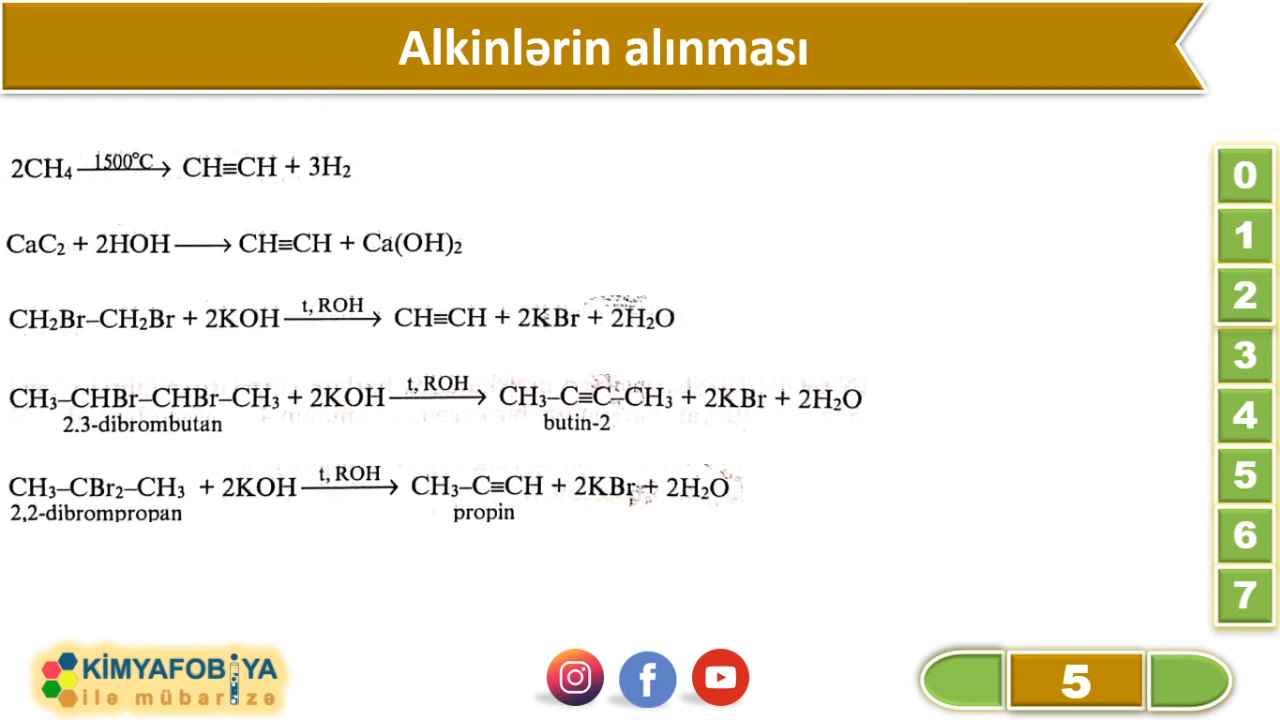 Alkinlərin alınması
2CH₄ —1500°C→ CH≡CH + 3H₂
CaC₂ + 2HOH ⟶ CH≡CH + Ca(OH)₂
CH₂Br–CH₂Br + 2KOH —t, ROH→ CH≡CH + 2KBr + 2H₂O
CH₃–CHBr–CHBr–CH₃ + 2KOH —t, ROH→ CH₃–C≡C–CH₃ + 2KBr + 2H₂O
2.3-dibrombutan butin-2
CH₃–CBr₂–CH₃ + 2KOH —t, ROH→ CH₃–C≡CH + 2KBr + 2H₂O
2,2-dibrompropan propin
0
1
2
3
4
5
6
7
KİMYAFOBİYA
ilə mübarizə
5